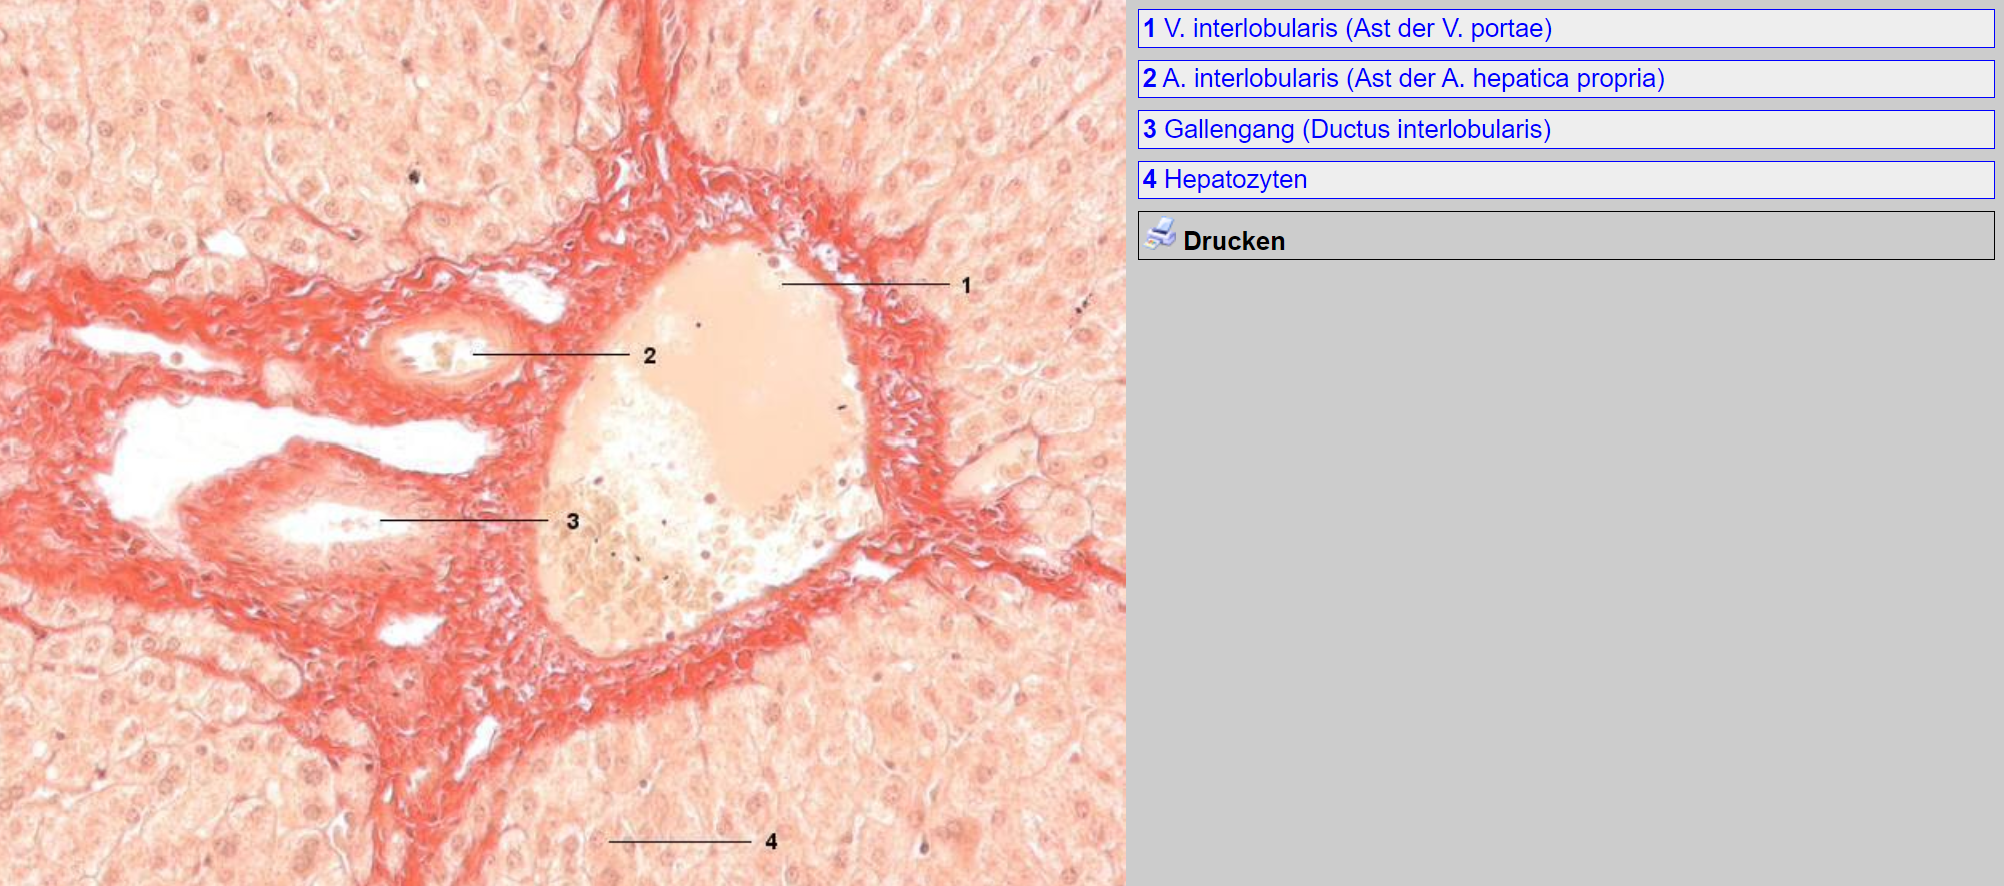 1
2
3
4
1 V. interlobularis (Ast der V. portae)
2 A. interlobularis (Ast der A. hepatica propria)
3 Gallengang (Ductus interlobularis)
4 Hepatozyten
Drucken